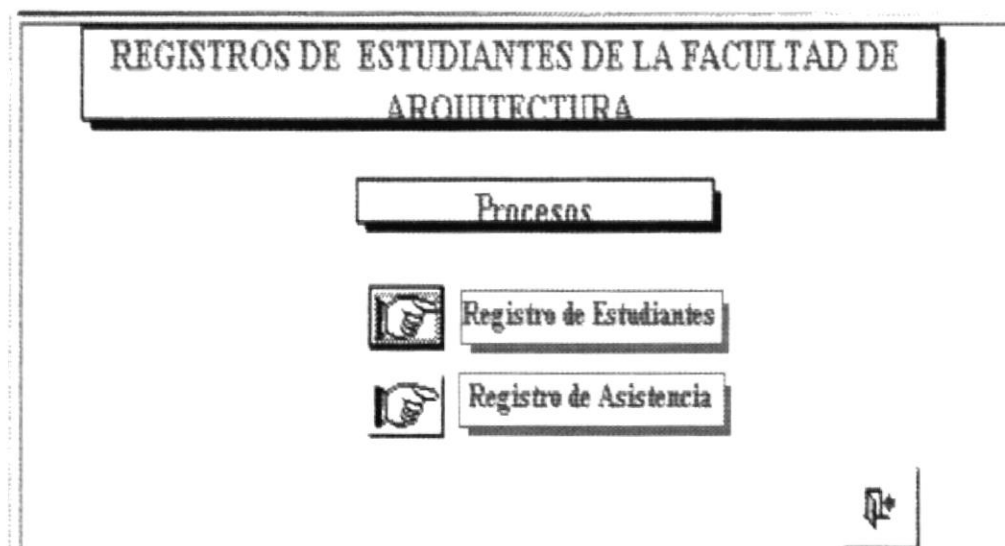 REGISTROS DE ESTUDIANTES DE LA FACULTAD DE
ARQUITECTURA
Procesos
Registro de Estudiantes
Registro de Asistencia